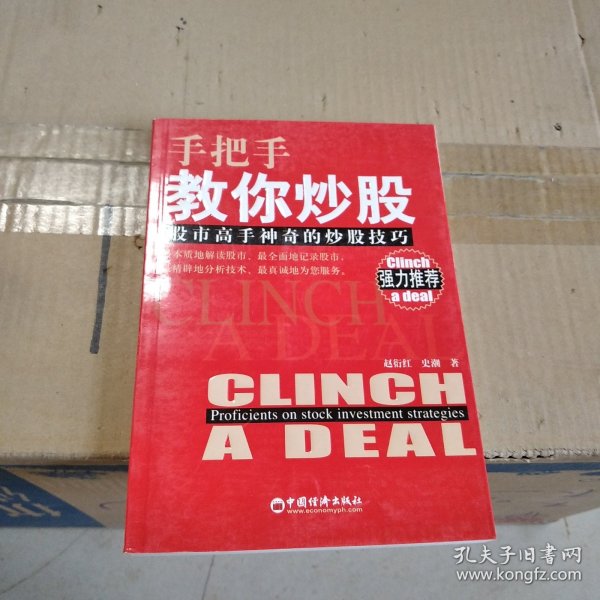 手把手
教你炒股
股市高手神奇的炒股技巧
本质地解读股市、最全面地记录股市,
精辟地分析技术、最真诚地为您服务。
Clinch
强力推荐
a deal
CLINCH
A DEAL
赵衍红 史潮 著
CLINCH
Proficients on stock investment strategies
A DEAL
中国经济出版社
www.economyph.com
孔夫子旧书网
www.kongfz.com